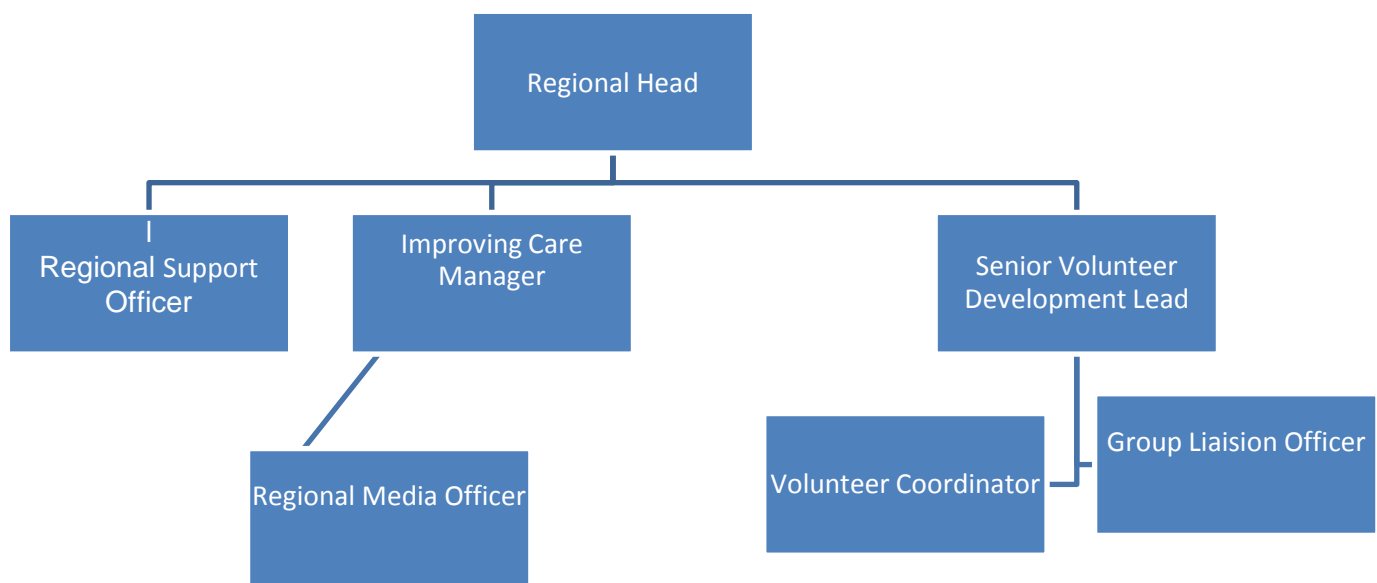 Regional Head
I
Regional Support
Officer
Improving Care
Manager
Senior Volunteer
Development Lead
Regional Media Officer
Volunteer Coordinator
Group Liaision Officer